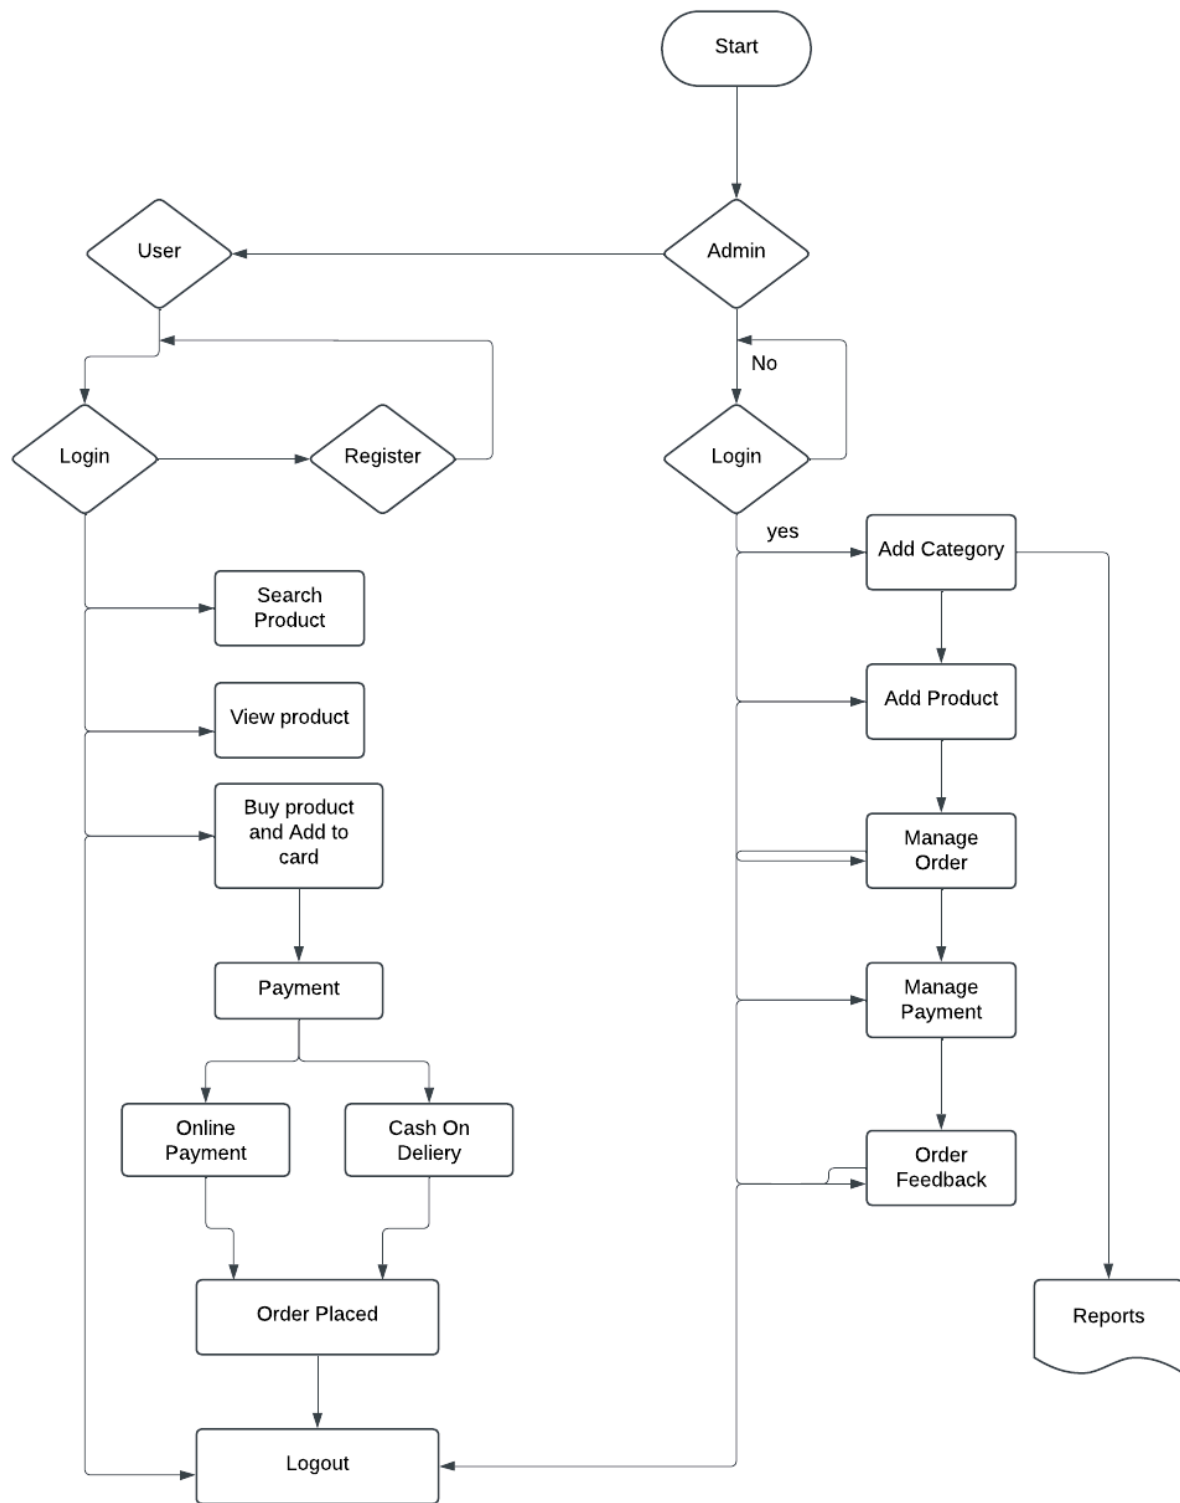 Start
User
Admin
No
Login
Register
Login
yes
Add Category
Search
Product
Add Product
View product
Buy product
and Add to
card
Manage
Order
Payment
Manage
Payment
Online
Payment
Cash On
Deliery
Order
Feedback
Order Placed
Reports
Logout